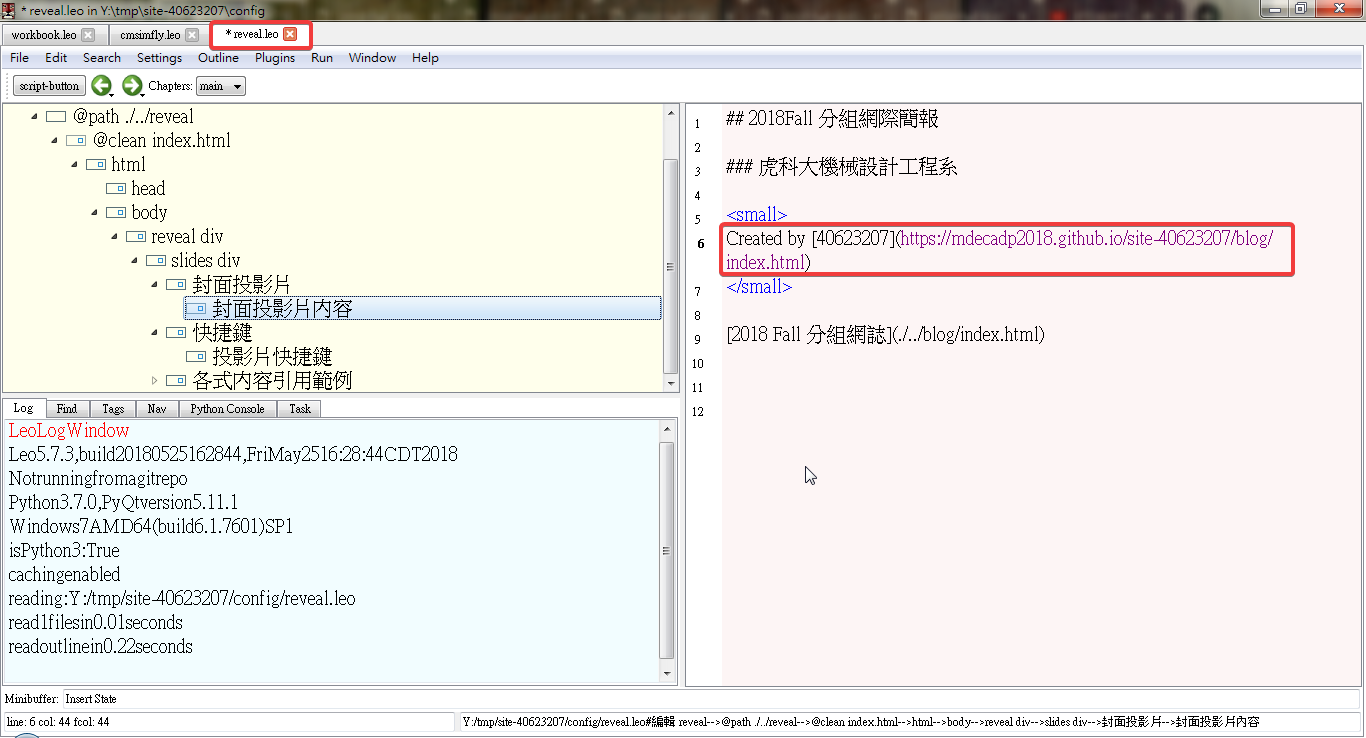 * reveal.leo in Y:\tmp\site-40623207\config
workbook.leo cmsimfly.leo * reveal.leo
File Edit Search Settings Outline Plugins Run Window Help
script-button Chapters: main
@path ./../reveal
@clean index.html
html
head
body
reveal div
slides div
封面投影片
封面投影片內容
快捷鍵
投影片快捷鍵
各式內容引用範例
1 ## 2018Fall 分組網際簡報
2
3 ### 虎科大機械設計工程系
4
5 <small>
6 Created by [40623207](https://mdecadp2018.github.io/site-40623207/blog/
index.html)
7 </small>
8
9 [2018 Fall 分組網誌](./../blog/index.html)
10
11
12
Log Find Tags Nav Python Console Task
LeoLogWindow
Leo5.7.3,build20180525162844,FriMay2516:28:44CDT2018
Notrunningfromagitrepo
Python3.7.0,PyQtversion5.11.1
Windows7AMD64(build6.1.7601)SP1
isPython3:True
cachingenabled
reading:Y:/tmp/site-40623207/config/reveal.leo
read1filesin0.01seconds
readoutlinein0.22seconds
Minibuffer: Insert State
line: 6 col: 44 fcol: 44
Y:/tmp/site-40623207/config/reveal.leo#編輯 reveal-->@path ./../reveal-->@clean index.html-->html-->body-->reveal div-->slides div-->封面投影片-->封面投影片內容